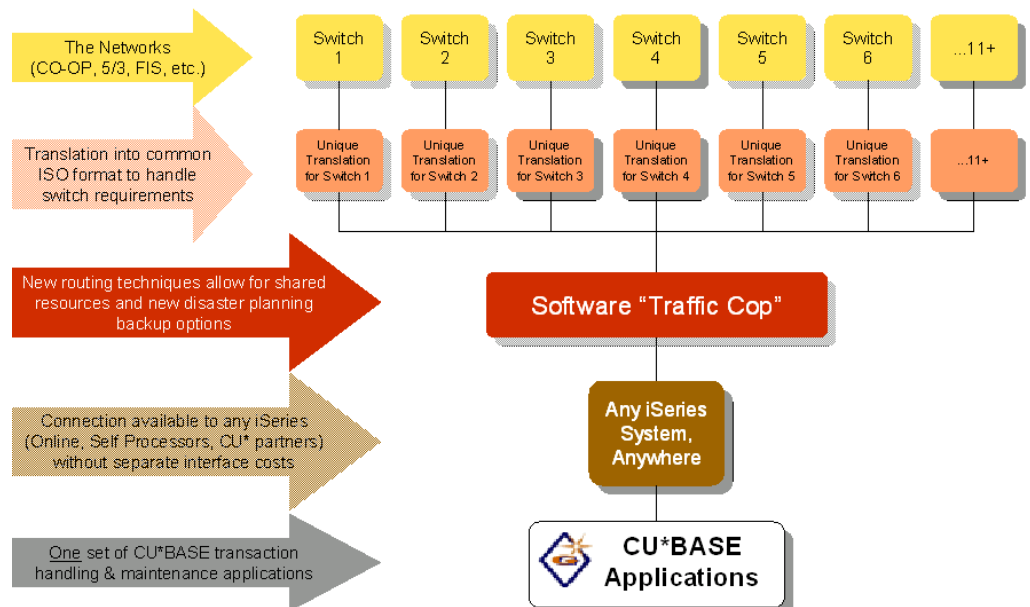 The Networks
(CO-OP, 5/3, FIS, etc.)
Switch
1
Switch
2
Switch
3
Switch
4
Switch
5
Switch
6
...11+
Translation into common
ISO format to handle
switch requirements
Unique
Translation
for Switch 1
Unique
Translation
for Switch 2
Unique
Translation
for Switch 3
Unique
Translation
for Switch 4
Unique
Translation
for Switch 5
Unique
Translation
for Switch 6
...11+
New routing techniques allow for shared
resources and new disaster planning
backup options
Software “Traffic Cop”
Connection available to any iSeries
(Online, Self Processors, CU* partners)
without separate interface costs
Any iSeries
System,
Anywhere
One set of CU*BASE transaction
handling & maintenance applications
G
CU*BASE
Applications